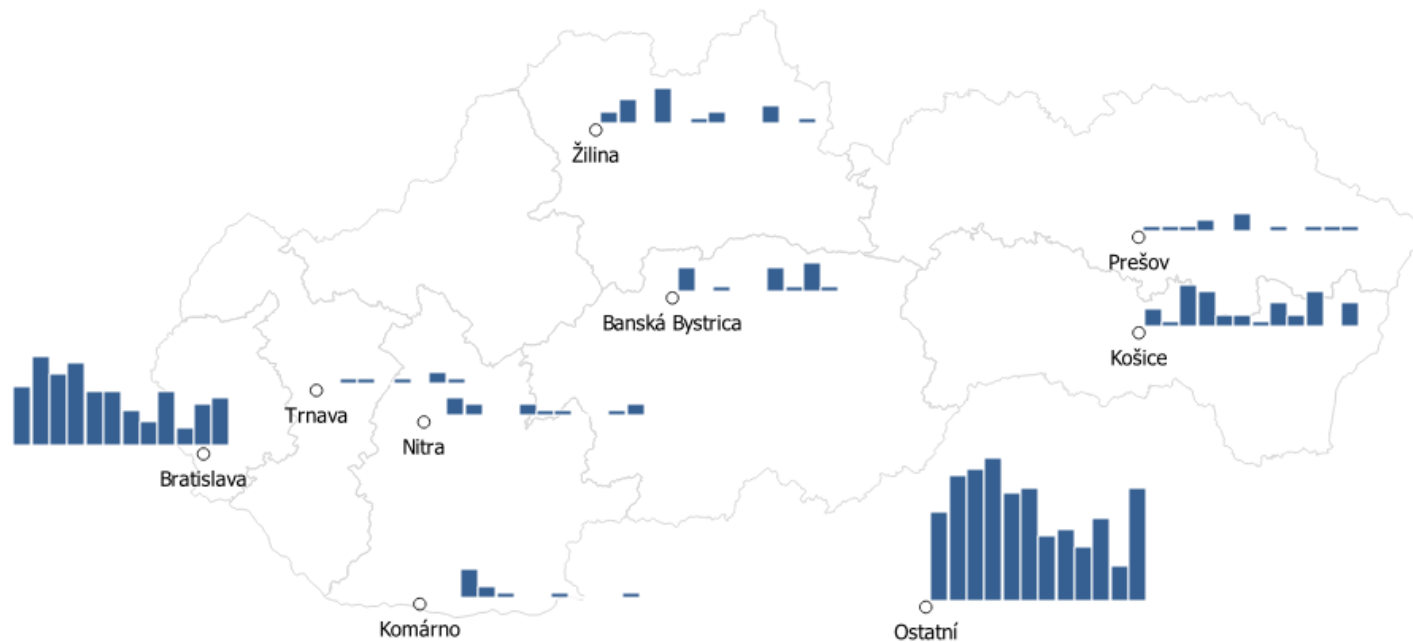 Žilina
Prešov
Banská Bystrica
Košice
Trnava
Nitra
Bratislava
Komárno
Ostatní